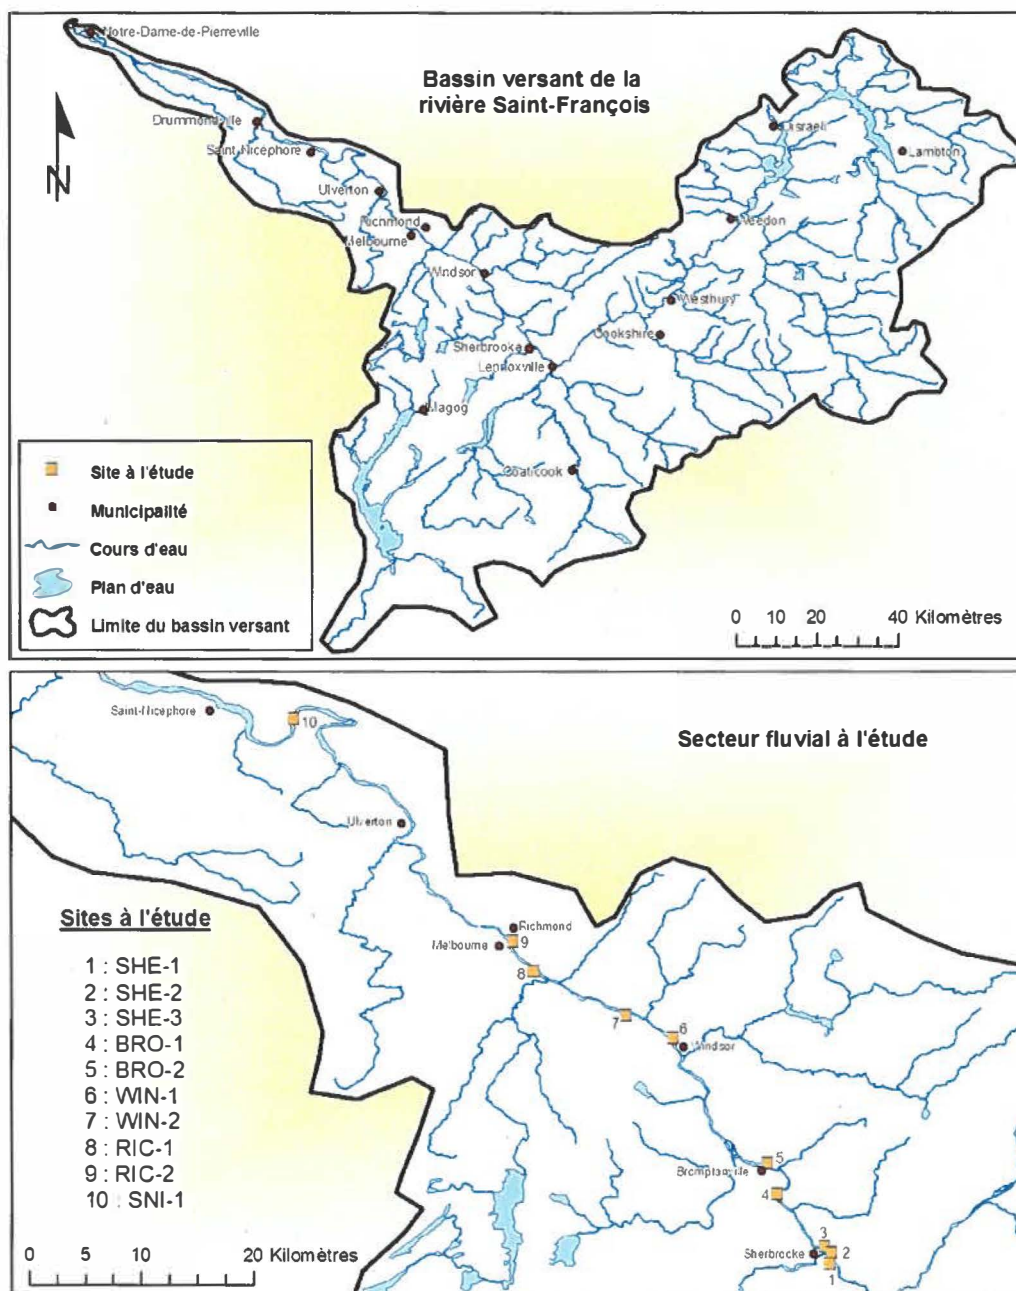 Bassin versant de la
rivière Saint-François
Notre-Dame-de-Pierreville
Drummondville
Saint-Nicéphore
Ulverton
Richmond
Melbourne
Windsor
Disraeli
Lambton
Weedon
Westbury
Cookshire
Sherbrooke
Lennoxville
Magog
Coaticook
N
Site à l'étude
Municipalité
Cours d'eau
Plan d'eau
Limite du bassin versant
0 10 20 40 Kilomètres
Secteur fluvial à l'étude
Saint-Nicéphore
10
Ulverton
Richmond
9
Melbourne
8
7
6
Windsor
5
Bromptonville
4
3
Sherbrooke
2
1
Sites à l'étude
1 : SHE-1
2 : SHE-2
3 : SHE-3
4 : BRO-1
5 : BRO-2
6 : WIN-1
7 : WIN-2
8 : RIC-1
9 : RIC-2
10 : SNI-1
0 5 10 20 Kilomètres